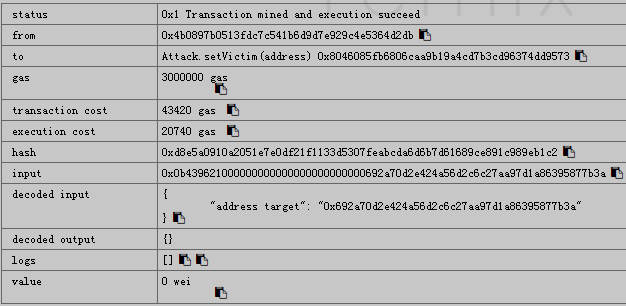 status 0x1 Transaction mined and execution succeed
from 0x4b0897b0513fdc7c541b6d9d7e929c4e5364d2db
to Attack.setVictim(address) 0x8046085fb6806caa9b19a4cd7b3cd96374dd9573
gas 3000000 gas
transaction cost 43420 gas
execution cost 20740 gas
hash 0xd8e5a0910a2051e7e0df21f1133d5307feabcda6d6b7d61689ce891c989eb1c2
input 0x0b439621000000000000000000000000692a70d2e424a56d2c6c27aa97d1a86395877b3a
decoded input {
"address target": "0x692a70d2e424a56d2c6c27aa97d1a86395877b3a"
}
decoded output {}
logs []
value 0 wei